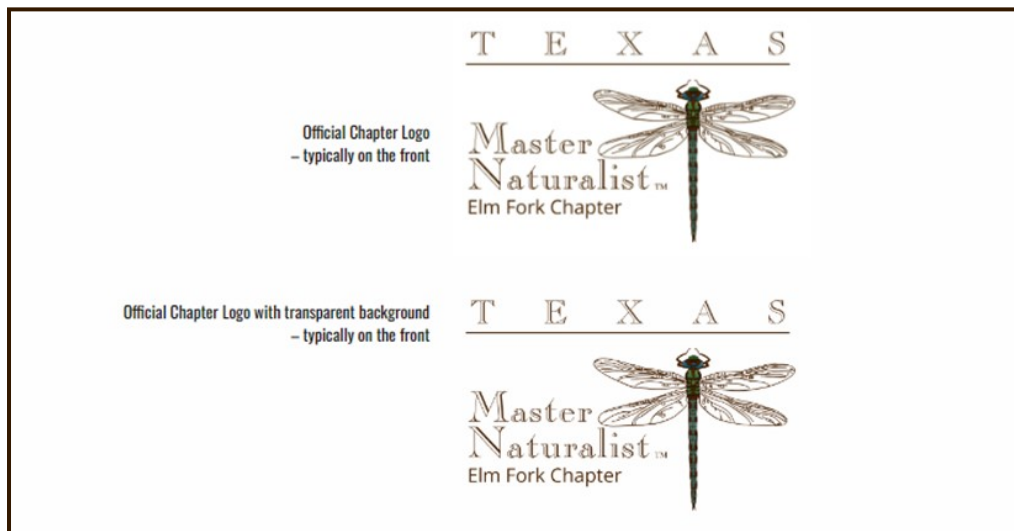 T E X A S
Official Chapter Logo
– typically on the front
Master
Naturalist™
Elm Fork Chapter
Official Chapter Logo with transparent background
– typically on the front
T E X A S
Master
Naturalist™
Elm Fork Chapter